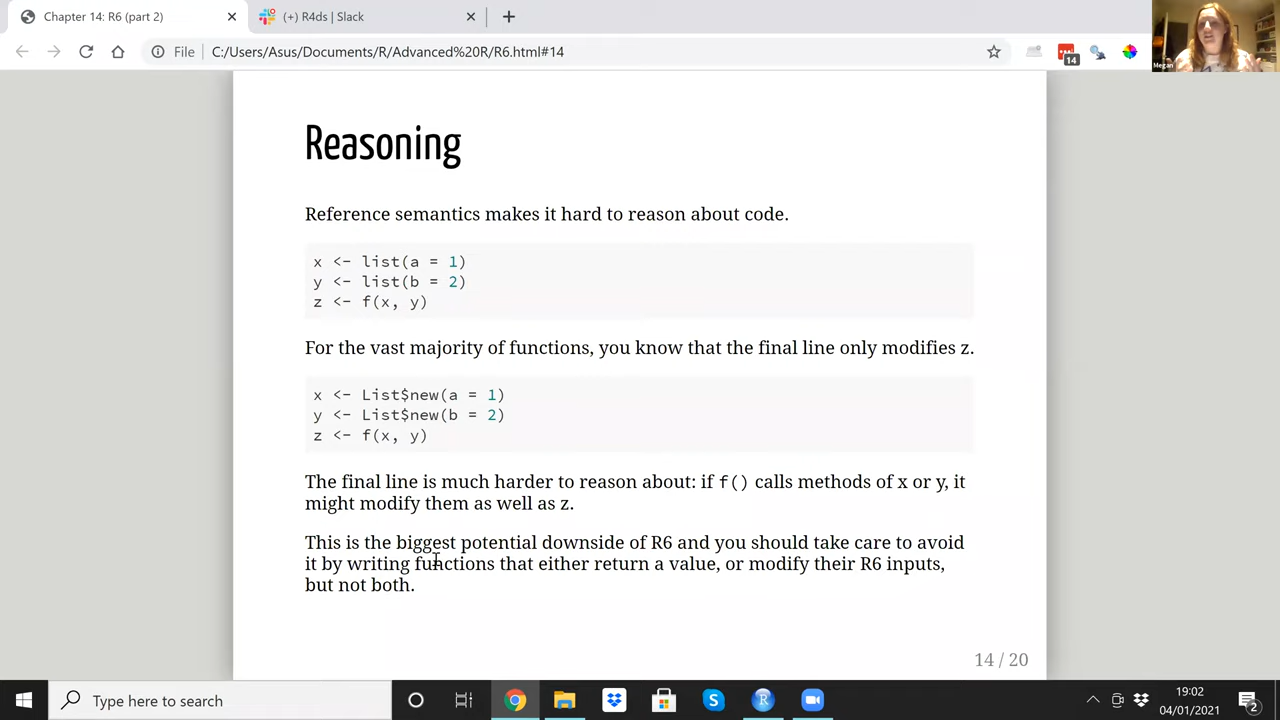 Chapter 14: R6 (part 2)
(+) R4ds | Slack
File
C:/Users/Asus/Documents/R/Advanced%20R/R6.html#14
14
Megan
Reasoning
Reference semantics makes it hard to reason about code.
x <- list(a = 1)
y <- list(b = 2)
z <- f(x, y)
For the vast majority of functions, you know that the final line only modifies z.
x <- List$new(a = 1)
y <- List$new(b = 2)
z <- f(x, y)
The final line is much harder to reason about: if f() calls methods of x or y, it
might modify them as well as z.
This is the biggest potential downside of R6 and you should take care to avoid
it by writing functions that either return a value, or modify their R6 inputs,
but not both.
14 / 20
Type here to search
19:02
04/01/2021
2